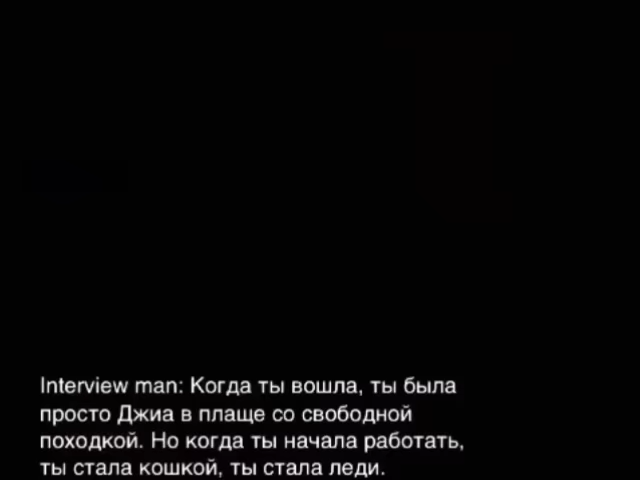 Interview man: Когда ты вошла, ты была
просто Джиа в плаще со свободной
походкой. Но когда ты начала работать,
ты стала кошкой, ты стала леди.